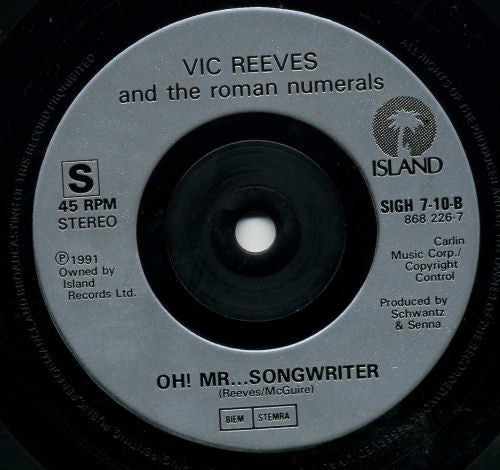 VIC REEVES
and the roman numerals
ISLAND
S
45 RPM
STEREO
SIGH 7-10-B
868 226-7
℗1991
Owned by
Island
Records Ltd.
Carlin
Music Corp./
Copyright
Control
Produced by
Schwantz
& Senna
OH! MR...SONGWRITER
(Reeves/McGuire)
BIEM STEMRA